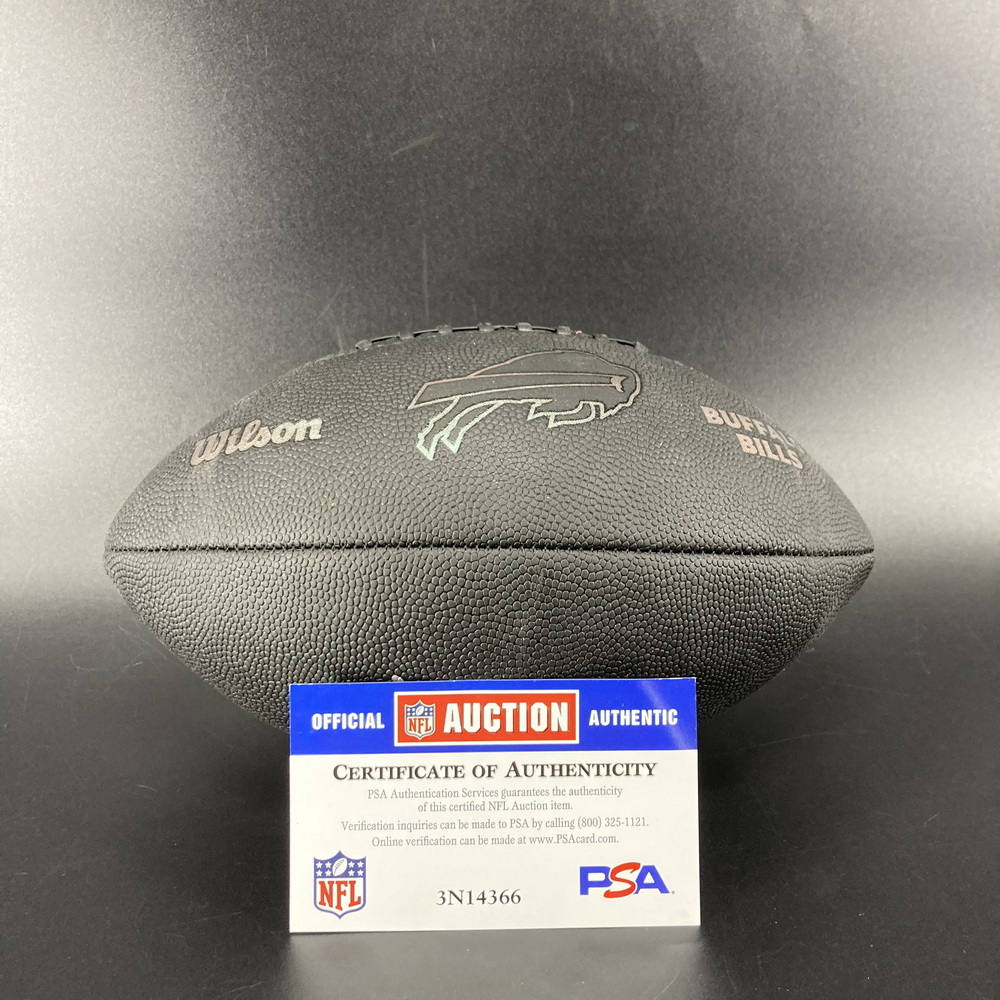 Wilson
BUFFALO
BILLS
OFFICIAL NFL AUCTION AUTHENTIC
CERTIFICATE OF AUTHENTICITY
PSA Authentication Services guarantees the authenticity
of this certified NFL Auction item.
Verification inquiries can be made to PSA by calling (800) 325-1121.
Online verification can be made at www.PSAcard.com.
NFL
3N14366
PSA